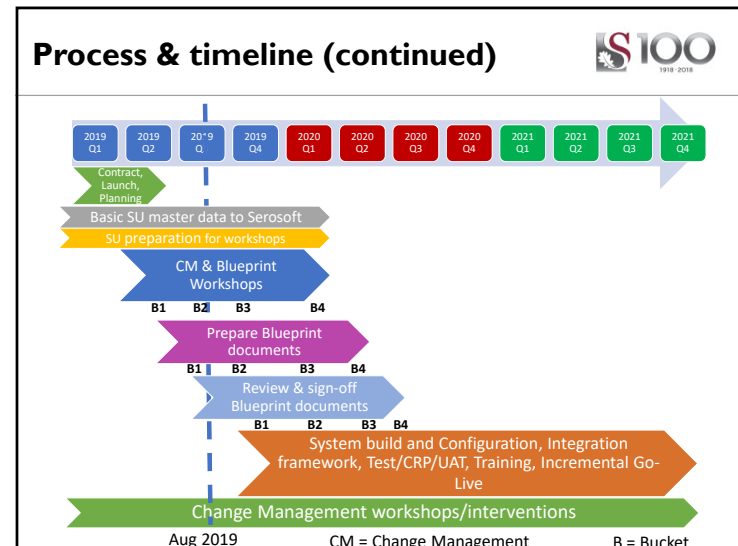 Process & timeline (continued)
S 100
1918-2018
2019 Q1
2019 Q2
20^9 Q
2019 Q4
2020 Q1
2020 Q2
2020 Q3
2020 Q4
2021 Q1
2021 Q2
2021 Q3
2021 Q4
Contract,
Launch,
Planning
Basic SU master data to Serosoft
SU preparation for workshops
CM & Blueprint
Workshops
B1 B2 B3 B4
Prepare Blueprint
documents
B1 B2 B3 B4
Review & sign-off
Blueprint documents
B1 B2 B3 B4
System build and Configuration, Integration
framework, Test/CRP/UAT, Training, Incremental Go-
Live
Change Management workshops/interventions
Aug 2019 CM = Change Management B = Bucket